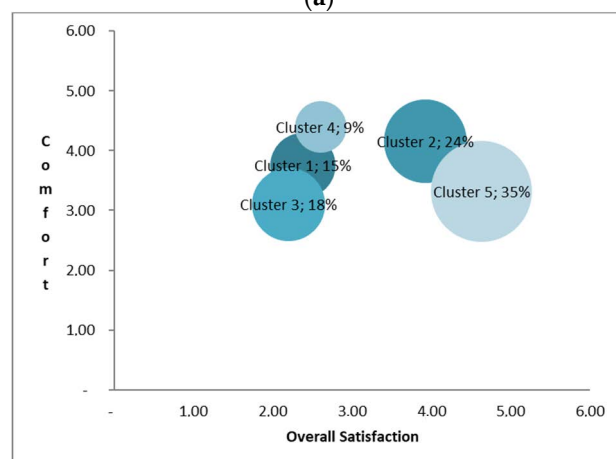 (a)
6.00
5.00
4.00
3.00
2.00
1.00
-
Comfort
Cluster 4; 9%
Cluster 2; 24%
Cluster 1; 15%
Cluster 5; 35%
Cluster 3; 18%
- 1.00 2.00 3.00 4.00 5.00 6.00
Overall Satisfaction